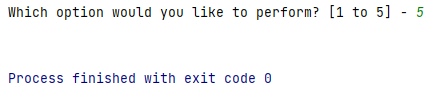 Which option would you like to perform? [1 to 5] - 5
Process finished with exit code 0